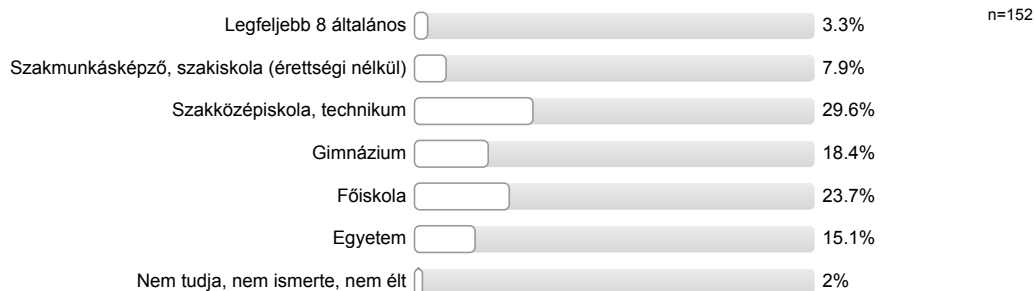 Legfeljebb 8 általános 3.3% n=152
Szakmunkásképző, szakiskola (érettségi nélkül) 7.9%
Szakközépiskola, technikum 29.6%
Gimnázium 18.4%
Főiskola 23.7%
Egyetem 15.1%
Nem tudja, nem ismerte, nem élt 2%